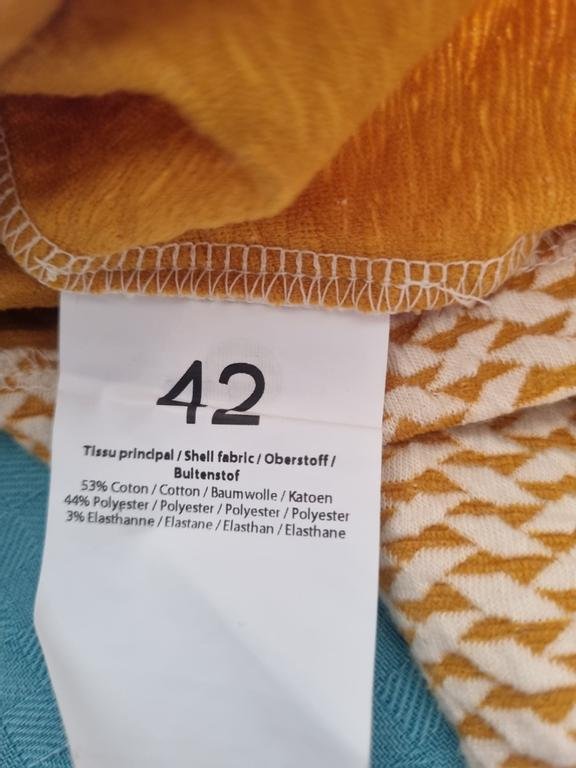 42
Tissu principal / Shell fabric / Oberstoff /
Buitenstof
53% Coton / Cotton / Baumwolle / Katoen
44% Polyester / Polyester / Polyester / Polyester
3% Elasthanne / Elastane / Elasthan / Elasthane